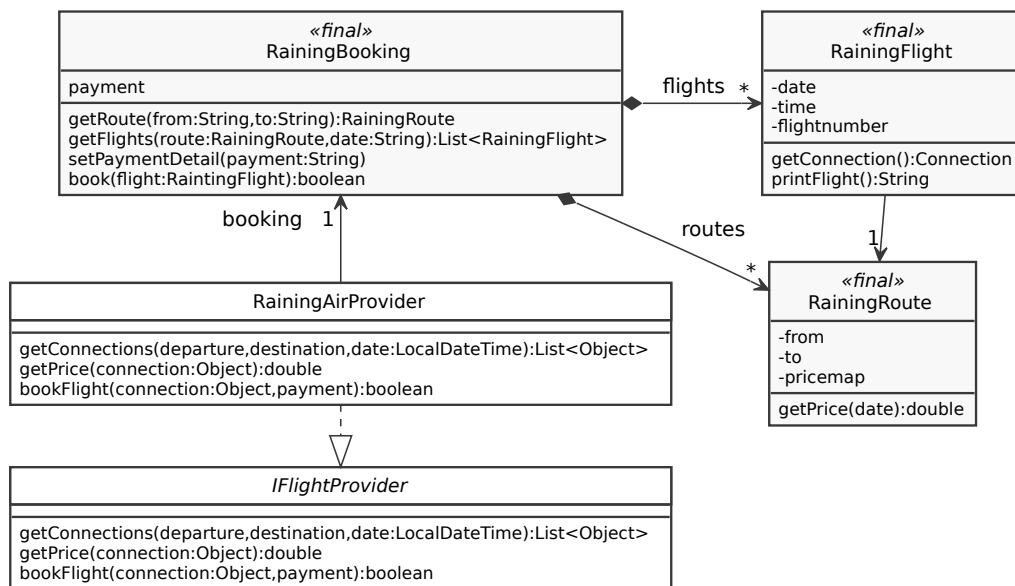 «final»
RainingBooking
payment
getRoute(from:String,to:String):RainingRoute
getFlights(route:RainingRoute,date:String):List<RainingFlight>
setPaymentDetail(payment:String)
book(flight:RaintingFlight):boolean
flights
*
«final»
RainingFlight
-date
-time
-flightnumber
getConnection():Connection
printFlight():String
booking
1
routes
*
1
«final»
RainingRoute
-from
-to
-pricemap
getPrice(date):double
RainingAirProvider
getConnections(departure,destination,date:LocalDateTime):List<Object>
getPrice(connection:Object):double
bookFlight(connection:Object,payment):boolean
IFlightProvider
getConnections(departure,destination,date:LocalDateTime):List<Object>
getPrice(connection:Object):double
bookFlight(connection:Object,payment):boolean